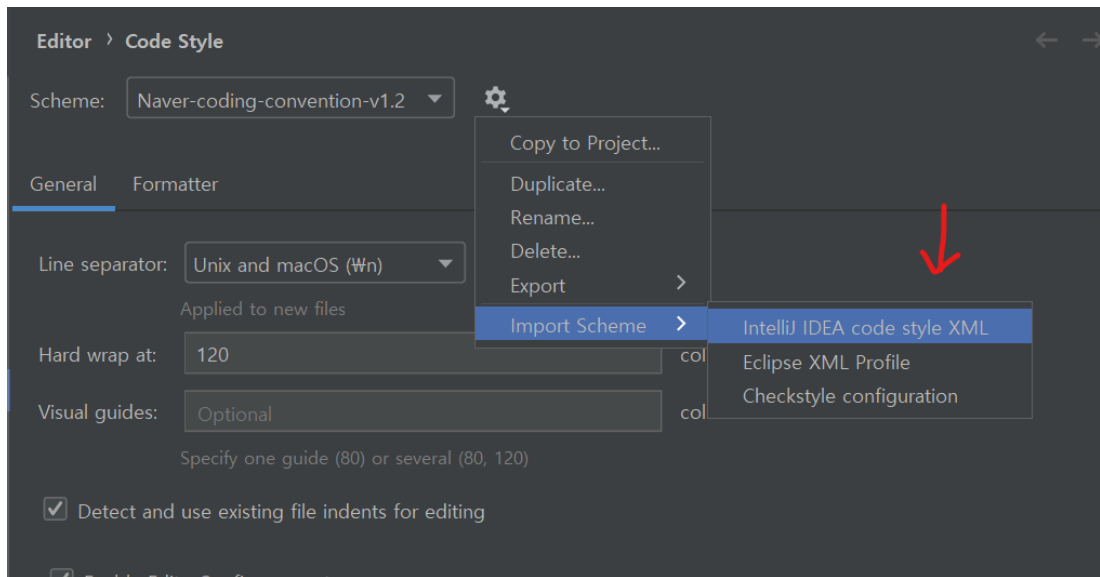 Editor › Code Style
Scheme: Naver-coding-convention-v1.2
Copy to Project...
General Formatter
Duplicate...
Rename...
Delete...
Line separator: Unix and macOS (₩n)
Export
Applied to new files
Import Scheme
IntelliJ IDEA code style XML
Hard wrap at: 120 col
Eclipse XML Profile
Checkstyle configuration
Visual guides: Optional col
Specify one guide (80) or several (80, 120)
Detect and use existing file indents for editing